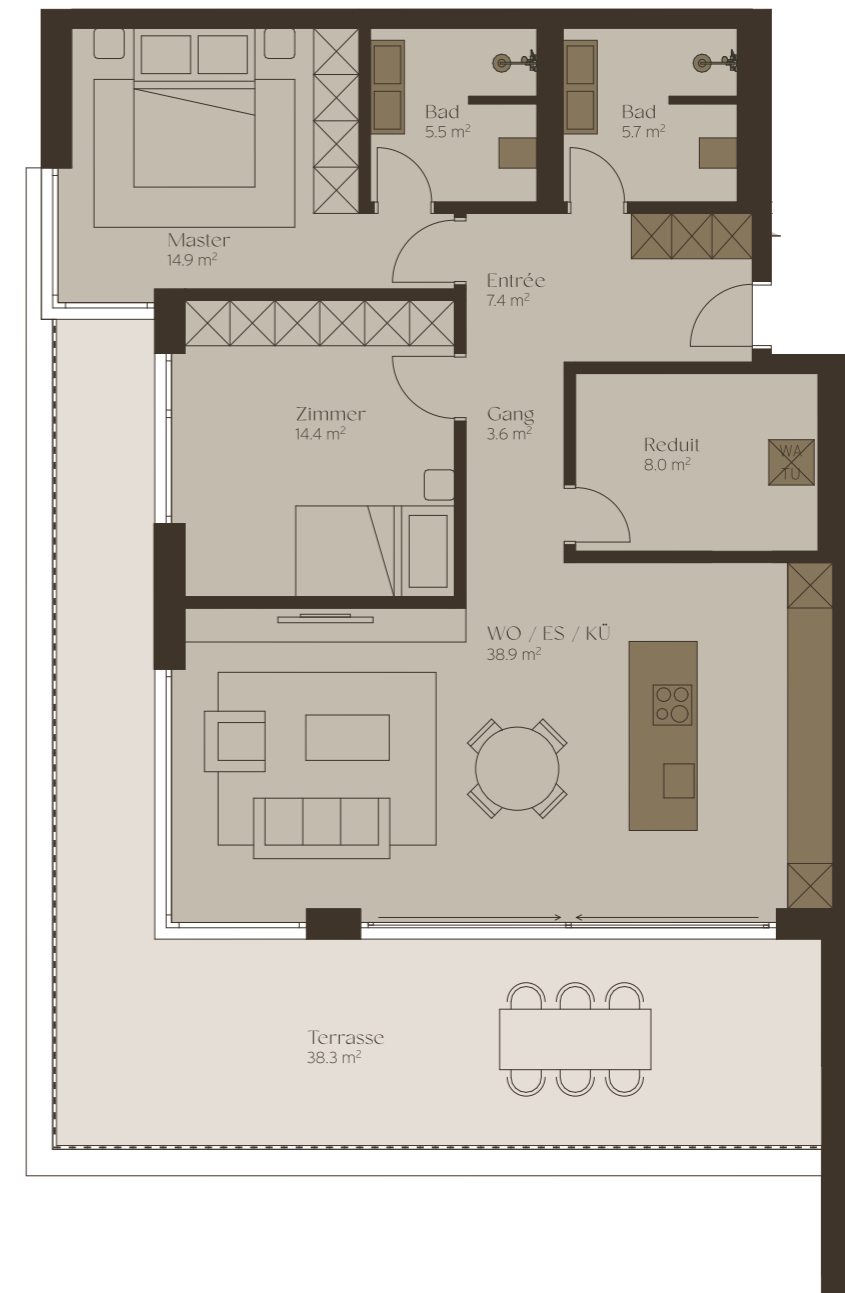 Bad
5.5 m²
Bad
5.7 m²
Master
14.9 m²
Entrée
7.4 m²
Zimmer
14.4 m²
Gang
3.6 m²
Reduit
8.0 m²
WA
TU
WO / ES / KÜ
38.9 m²
Terrasse
38.3 m²